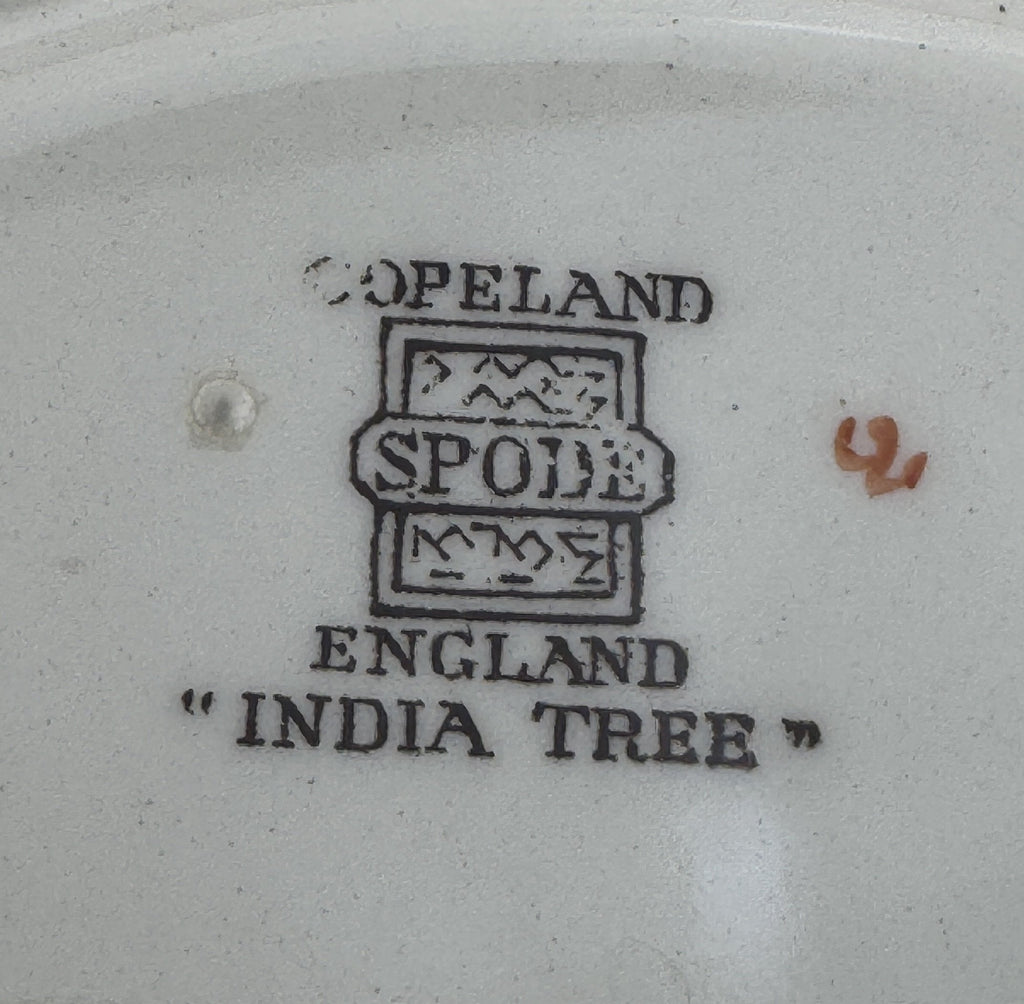 COPELAND
SPODE
ENGLAND
"INDIA TREE"